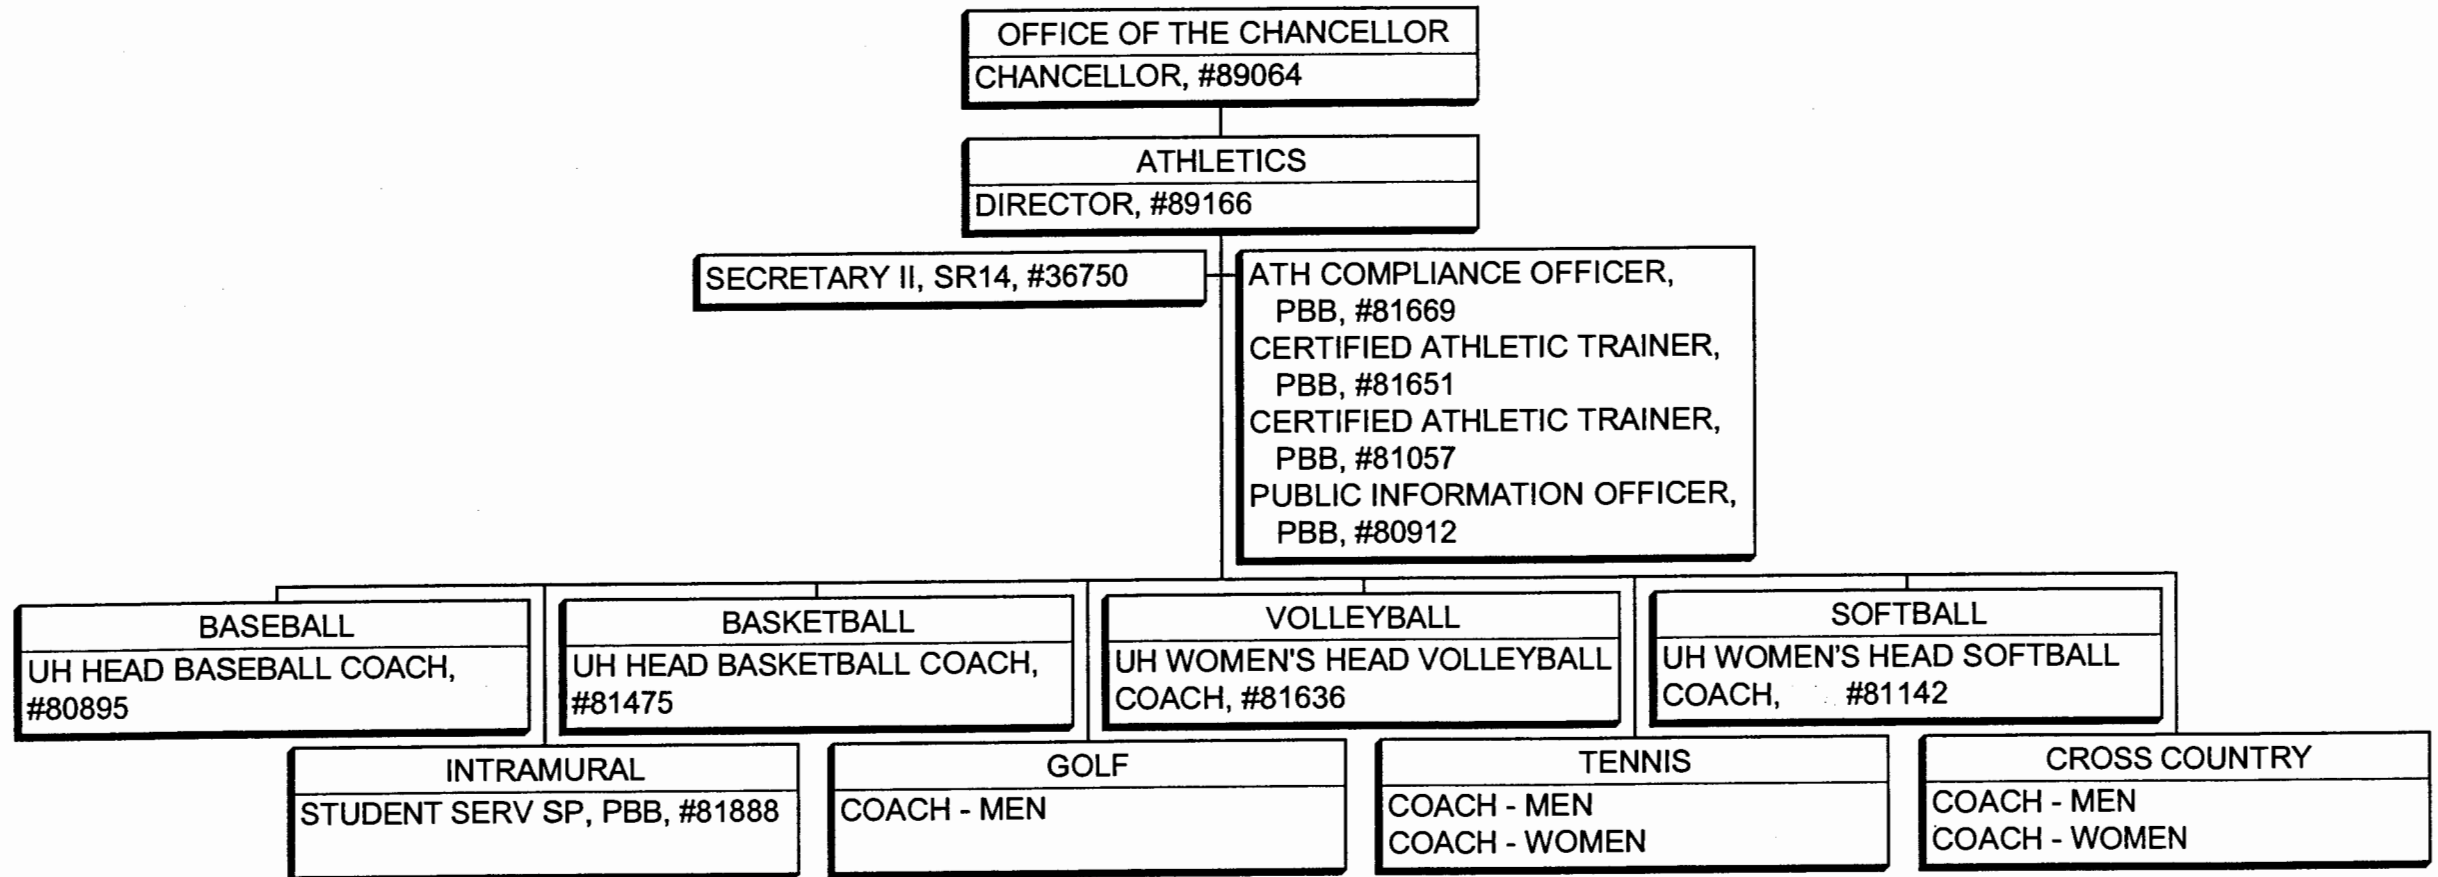 OFFICE OF THE CHANCELLOR
CHANCELLOR, #89064
ATHLETICS
DIRECTOR, #89166
SECRETARY II, SR14, #36750
ATH COMPLIANCE OFFICER,
PBB, #81669
CERTIFIED ATHLETIC TRAINER,
PBB, #81651
CERTIFIED ATHLETIC TRAINER,
PBB, #81057
PUBLIC INFORMATION OFFICER,
PBB, #80912
BASEBALL
UH HEAD BASEBALL COACH,
#80895
BASKETBALL
UH HEAD BASKETBALL COACH,
#81475
VOLLEYBALL
UH WOMEN'S HEAD VOLLEYBALL
COACH, #81636
SOFTBALL
UH WOMEN'S HEAD SOFTBALL
COACH, #81142
INTRAMURAL
STUDENT SERV SP, PBB, #81888
GOLF
COACH - MEN
TENNIS
COACH - MEN
COACH - WOMEN
CROSS COUNTRY
COACH - MEN
COACH - WOMEN